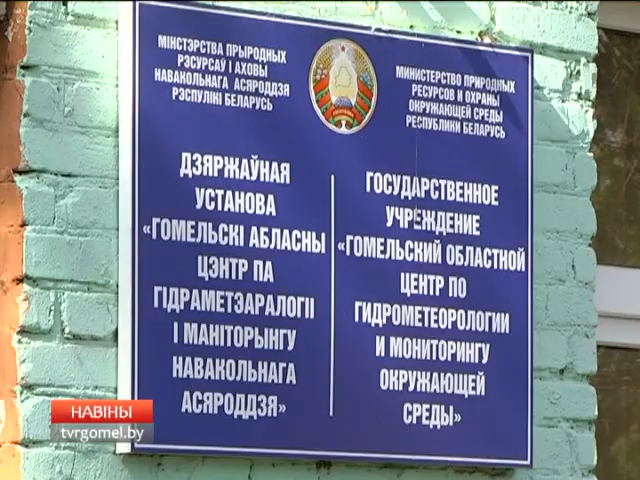 МІНІСТЭРСТВА ПРЫРОДНЫХ
РЭСУРСАЎ І АХОВЫ
НАВАКОЛЬНАГА АСЯРОДДЗЯ
РЭСПУЛІКІ БЕЛАРУСЬ
МИНИСТЕРСТВО ПРИРОДНЫХ
РЕСУРСОВ И ОХРАНЫ
ОКРУЖАЮЩЕЙ СРЕДЫ
РЕСПУБЛИКИ БЕЛАРУСЬ
ДЗЯРЖАЎНАЯ
УСТАНОВА
«ГОМЕЛЬСКІ АБЛАСНЫ
ЦЭНТР ПА
ГІДРАМЕТЭАРАЛОГІІ
І МАНІТОРЫНГУ
НАВАКОЛЬНАГА
АСЯРОДДЗЯ»
ГОСУДАРСТВЕННОЕ
УЧРЕЖДЕНИЕ
«ГОМЕЛЬСКИЙ ОБЛАСТНОЙ
ЦЕНТР ПО
ГИДРОМЕТЕОРОЛОГИИ
И МОНИТОРИНГУ
ОКРУЖАЮЩЕЙ
СРЕДЫ»
НАВІНЫ
tvrgomel.by